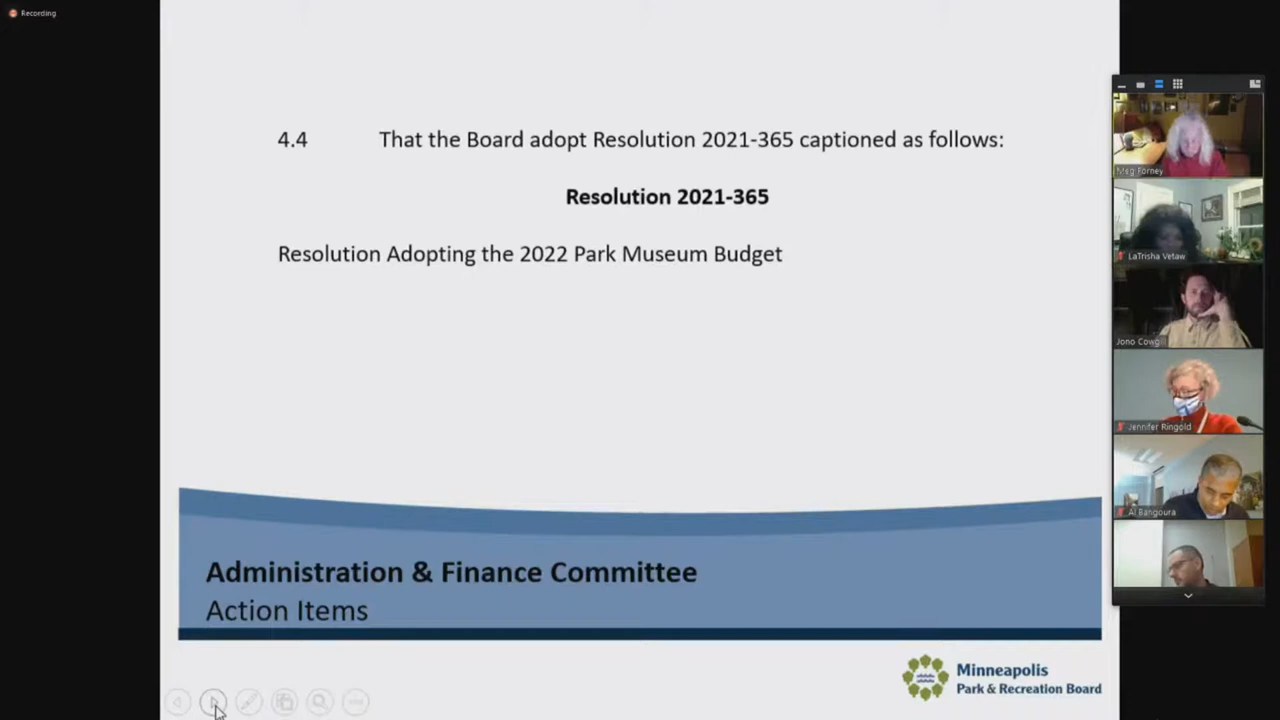 Recording
4.4 That the Board adopt Resolution 2021-365 captioned as follows:
Resolution 2021-365
Resolution Adopting the 2022 Park Museum Budget
Administration & Finance Committee
Action Items
Minneapolis
Park & Recreation Board
Meg Forney
LaTrisha Vetaw
Jono Cowgill
Jennifer Ringold
Al Bangoura